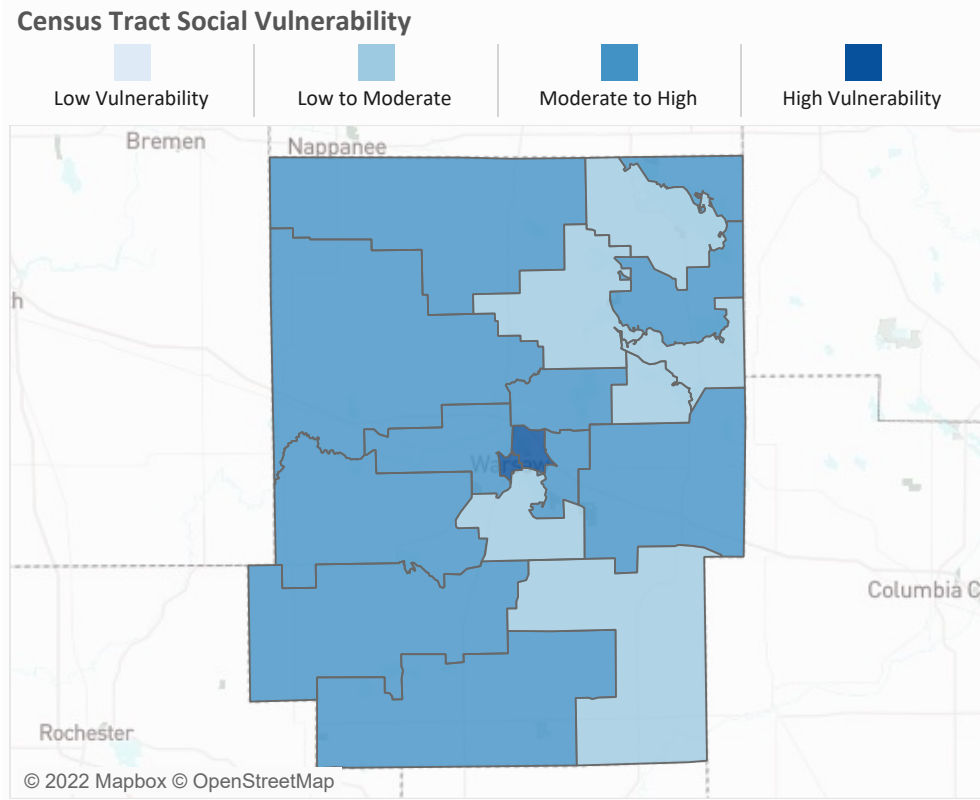 Census Tract Social Vulnerability
Low Vulnerability
Low to Moderate
Moderate to High
High Vulnerability
Bremen
Nappanee
h
Warsaw
Columbia C
Rochester
© 2022 Mapbox © OpenStreetMap